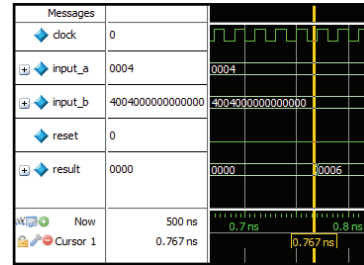 Messages
clock 0
input_a 0004 0004
input_b 4004000000000000 4004000000000000
reset 0
result 0000 0000 0006
Now 500 ns 0.7 ns 0.8 ns
Cursor 1 0.767 ns 0.767 ns